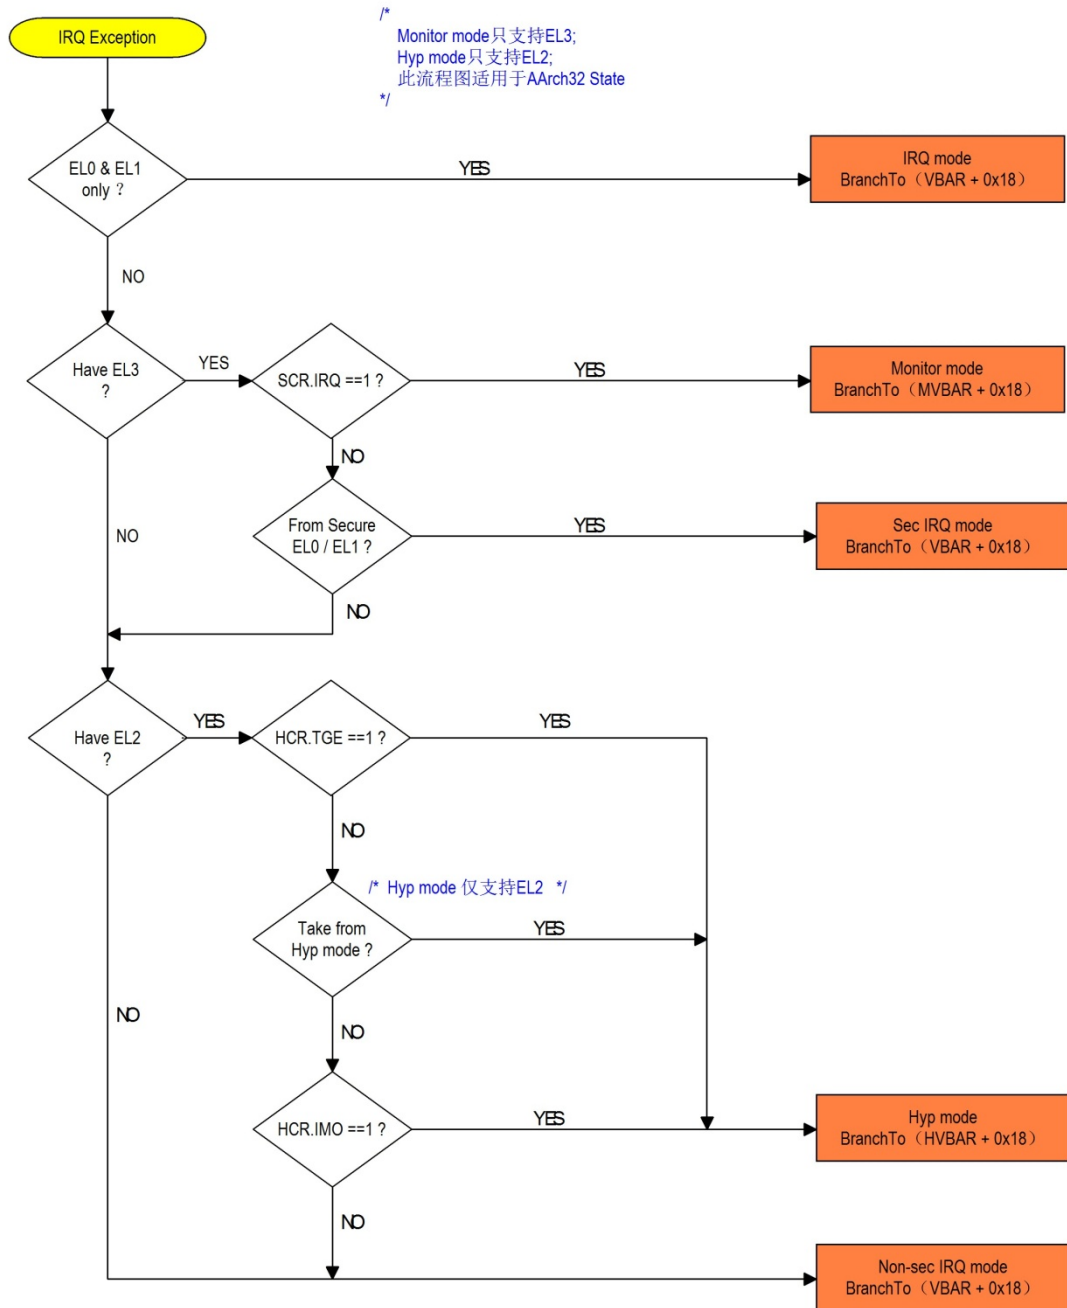 IRQ Exception
/*
Monitor mode只支持EL3;
Hyp mode只支持EL2;
此流程图适用于AArch32 State
*/
EL0 & EL1
only ?
YES
IRQ mode
BranchTo（VBAR + 0x18）
NO
Have EL3
?
YES
SCR.IRQ ==1 ?
YES
Monitor mode
BranchTo（MVBAR + 0x18）
NO
NO
From Secure
EL0 / EL1 ?
YES
Sec IRQ mode
BranchTo（VBAR + 0x18）
NO
Have EL2
?
YES
HCR.TGE ==1 ?
YES
NO
/* Hyp mode 仅支持EL2 */
Take from
Hyp mode ?
YES
NO
NO
HCR.IMO ==1 ?
YES
Hyp mode
BranchTo（HVBAR + 0x18）
NO
Non-sec IRQ mode
BranchTo（VBAR + 0x18）